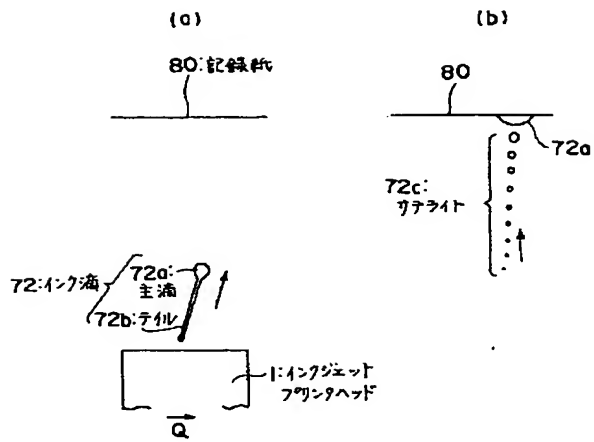 (a)
80:記録紙
72:インク滴
72a:
主滴
72b:テイル
1:インクジェット
プリンタヘッド
Q
(b)
80
72a
72c:
サテライト